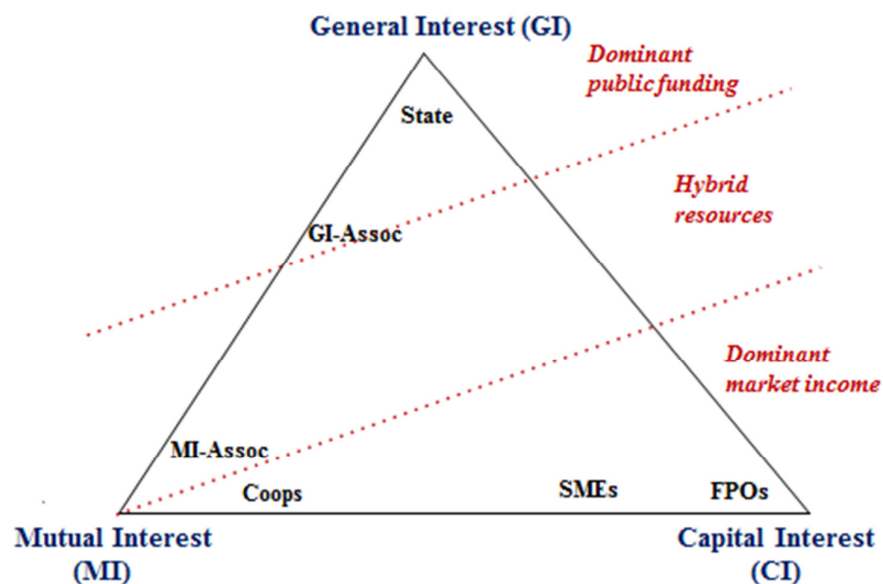 General Interest (GI)
Dominant
public funding
State
Hybrid
resources
GI-Assoc
Dominant
market income
MI-Assoc
Coops
SMEs
FPOs
Mutual Interest
(MI)
Capital Interest
(CI)